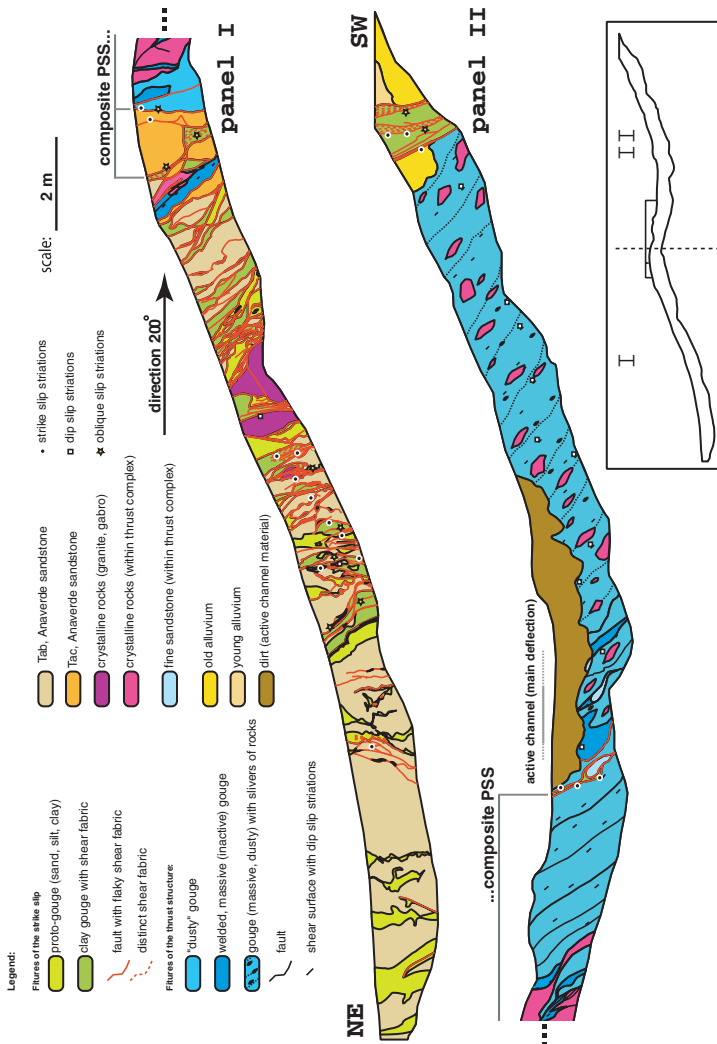 Legend:
Fitures of the strike slip
proto-gouge (sand, silt, clay)
clay gouge with shear fabric
fault with flaky shear fabric
distinct shear fabric
Fitures of the thrust structure:
"dusty" gouge
welded, massive (inactive) gouge
gouge (massive, dusty) with slivers of rocks
fault
shear surface with dip slip striations
Tab, Anaverde sandstone
Tac, Anaverde sandstone
crystalline rocks (granite, gabro)
crystalline rocks (within thrust complex)
fine sandstone (within thrust complex)
old alluvium
young alluvium
dirt (active channel material)
strike slip striations
dip slip striations
oblique slip striations
scale:
2 m
direction 200°
composite PSS...
NE
panel I
...composite PSS
active channel (main deflection)
SW
panel II
I
II